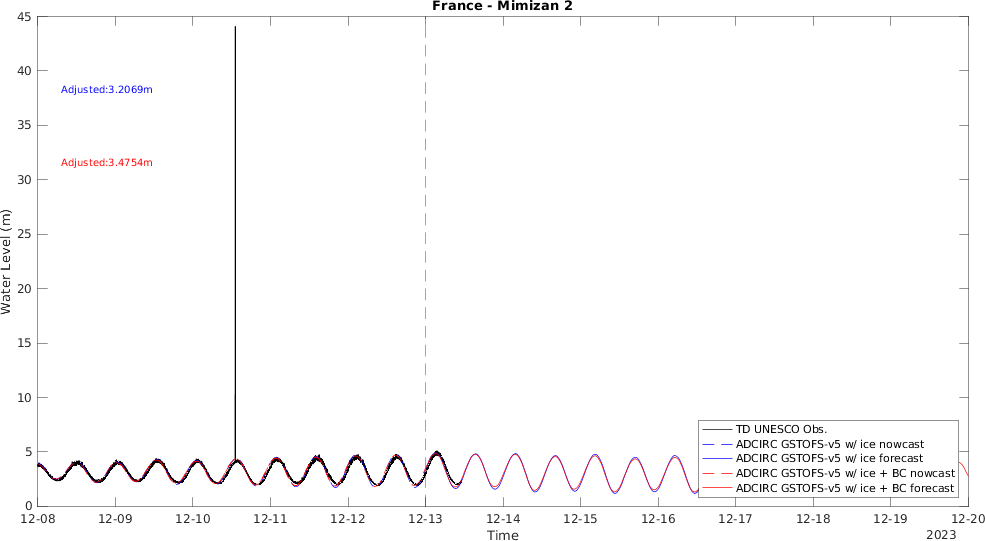 France - Mimizan 2
45
40
35
30
25
20
15
10
5
0
Water Level (m)
Adjusted:3.2069m
Adjusted:3.4754m
TD UNESCO Obs.
ADCIRC GSTOFS-v5 w/ ice nowcast
ADCIRC GSTOFS-v5 w/ ice forecast
ADCIRC GSTOFS-v5 w/ ice + BC nowcast
ADCIRC GSTOFS-v5 w/ ice + BC forecast
12-08 12-09 12-10 12-11 12-12 12-13 12-14 12-15 12-16 12-17 12-18 12-19 12-20
Time
2023